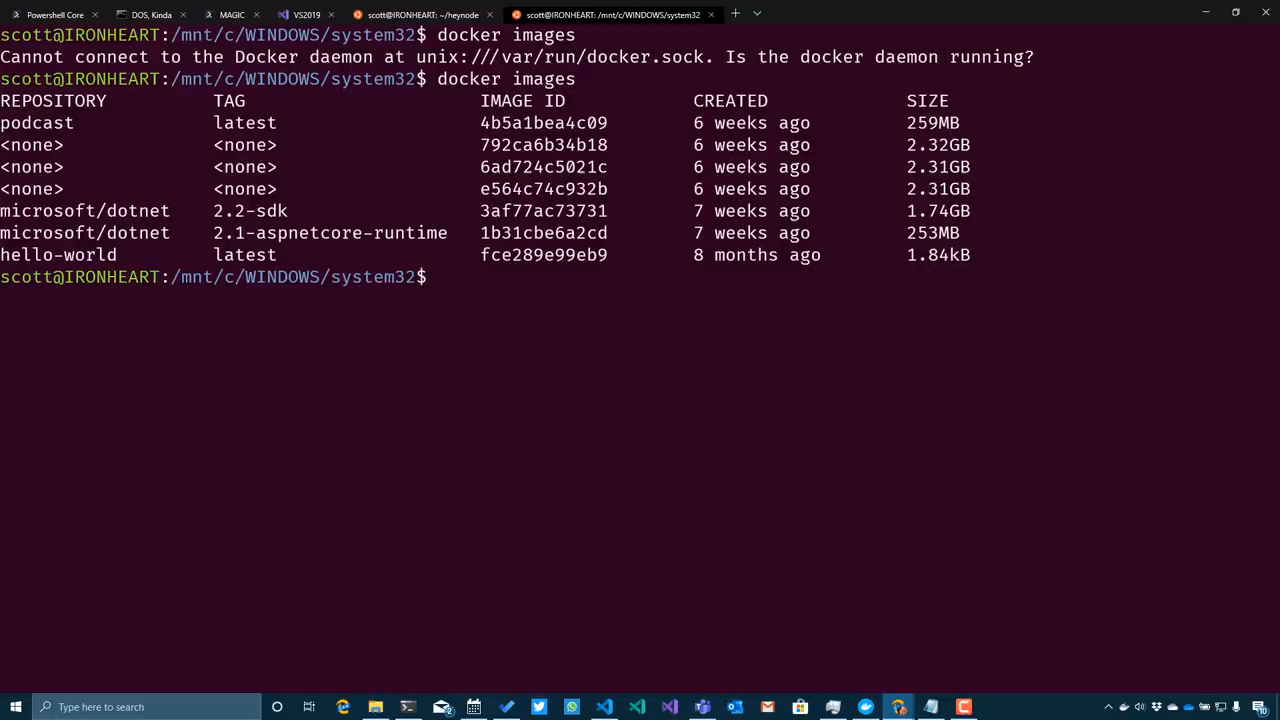 Powershell Core
DOS, Kinda
MAGIC
VS2019
scott@IRONHEART: ~/heynode
scott@IRONHEART: /mnt/c/WINDOWS/system32
scott@IRONHEART:/mnt/c/WINDOWS/system32$ docker images
Cannot connect to the Docker daemon at unix:///var/run/docker.sock. Is the docker daemon running?
scott@IRONHEART:/mnt/c/WINDOWS/system32$ docker images
REPOSITORY TAG IMAGE ID CREATED SIZE
podcast latest 4b5a1bea4c09 6 weeks ago 259MB
<none> <none> 792ca6b34b18 6 weeks ago 2.32GB
<none> <none> 6ad724c5021c 6 weeks ago 2.31GB
<none> <none> e564c74c932b 6 weeks ago 2.31GB
microsoft/dotnet 2.2-sdk 3af77ac73731 7 weeks ago 1.74GB
microsoft/dotnet 2.1-aspnetcore-runtime 1b31cbe6a2cd 7 weeks ago 253MB
hello-world latest fce289e99eb9 8 months ago 1.84kB
scott@IRONHEART:/mnt/c/WINDOWS/system32$
Type here to search